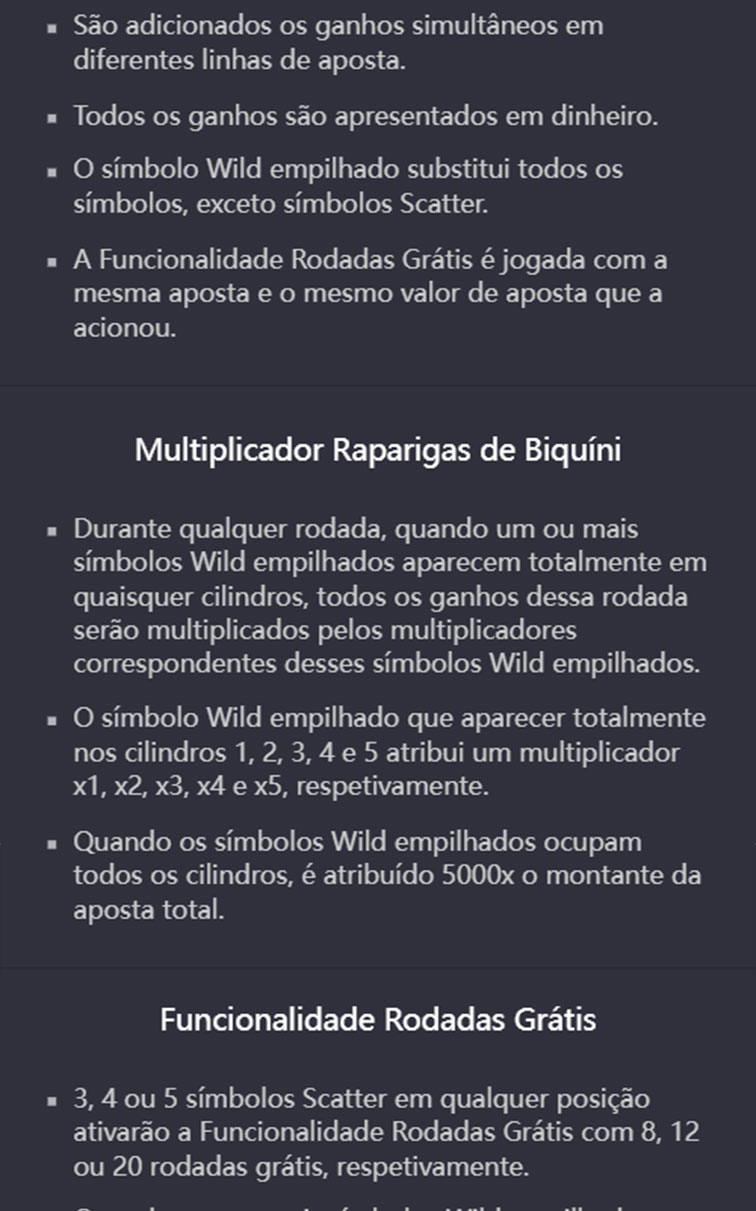 ▪ São adicionados os ganhos simultâneos em
diferentes linhas de aposta.
▪ Todos os ganhos são apresentados em dinheiro.
▪ O símbolo Wild empilhado substitui todos os
símbolos, exceto símbolos Scatter.
▪ A Funcionalidade Rodadas Grátis é jogada com a
mesma aposta e o mesmo valor de aposta que a
acionou.
Multiplicador Raparigas de Biquíni
▪ Durante qualquer rodada, quando um ou mais
símbolos Wild empilhados aparecem totalmente em
quaisquer cilindros, todos os ganhos dessa rodada
serão multiplicados pelos multiplicadores
correspondentes desses símbolos Wild empilhados.
▪ O símbolo Wild empilhado que aparecer totalmente
nos cilindros 1, 2, 3, 4 e 5 atribui um multiplicador
x1, x2, x3, x4 e x5, respetivamente.
▪ Quando os símbolos Wild empilhados ocupam
todos os cilindros, é atribuído 5000x o montante da
aposta total.
Funcionalidade Rodadas Grátis
▪ 3, 4 ou 5 símbolos Scatter em qualquer posição
ativarão a Funcionalidade Rodadas Grátis com 8, 12
ou 20 rodadas grátis, respetivamente.